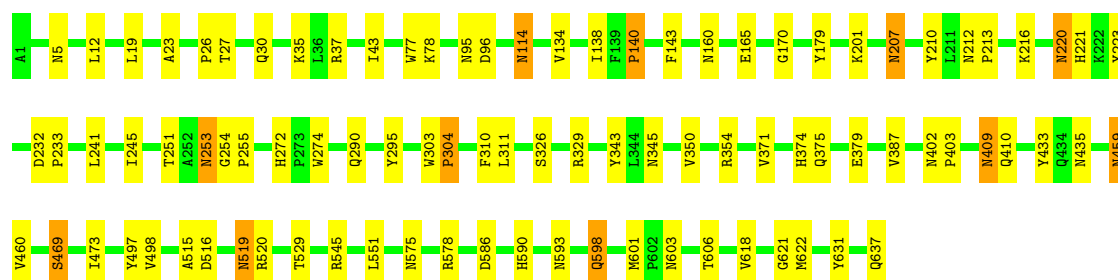 A1 N5 L12 L19 A23 P26 T27 Q30 K35 L36 R37 I43 W77 K78 N95 D96 N114 V134 I138 F139 P140 F143 N160 E165 G170 Y179 K201 N207 Y210 L211 N212 P213 K216 N220 H221 K222
D232 P233 L241 I245 T251 A252 N253 G254 P255 H272 P273 W274 Q290 Y295 W303 P304 F310 L311 S326 R329 Y343 L344 N345 V350 R354 V371 H374 Q375 E379 V387 N402 P403 N409 Q410 Y433 Q434 N435 N459
V460 S469 I473 Y497 V498 A515 D516 N519 R520 T529 R545 L551 N575 R578 D586 H590 N593 Q598 M601 P602 N603 T606 V618 G621 M622 Y631 Q637